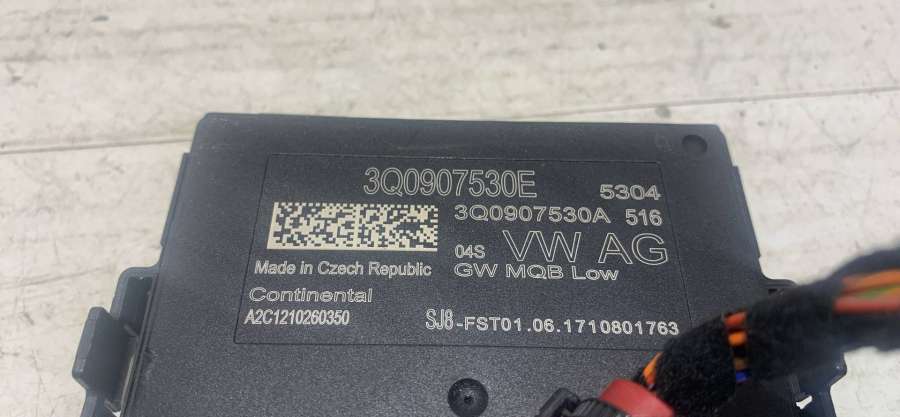 3Q0907530E 5304
3Q0907530A 516
04S VW AG
Made in Czech Republic GW MQB Low
Continental
A2C1210260350 SJ8-FST01.06.1710801763